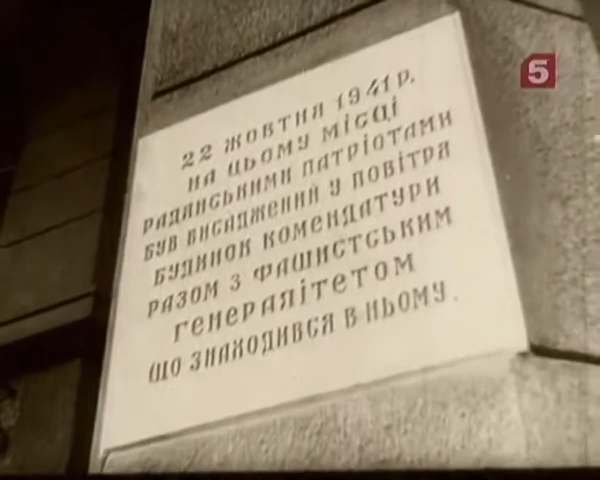 5
22 ЖОВТНЯ 1941 Р.
НА ЦЬОМУ МІСЦІ
РАДЯНСЬКИМИ ПАТРІОТАМИ
БУВ ВИСАДЖЕНИЙ У ПОВІТРЯ
БУДИНОК КОМЕНДАТУРИ
РАЗОМ З ФАШИСТСЬКИМ
ГЕНЕРАЛІТЕТОМ
ЩО ЗНАХОДИВСЯ В НЬОМУ.